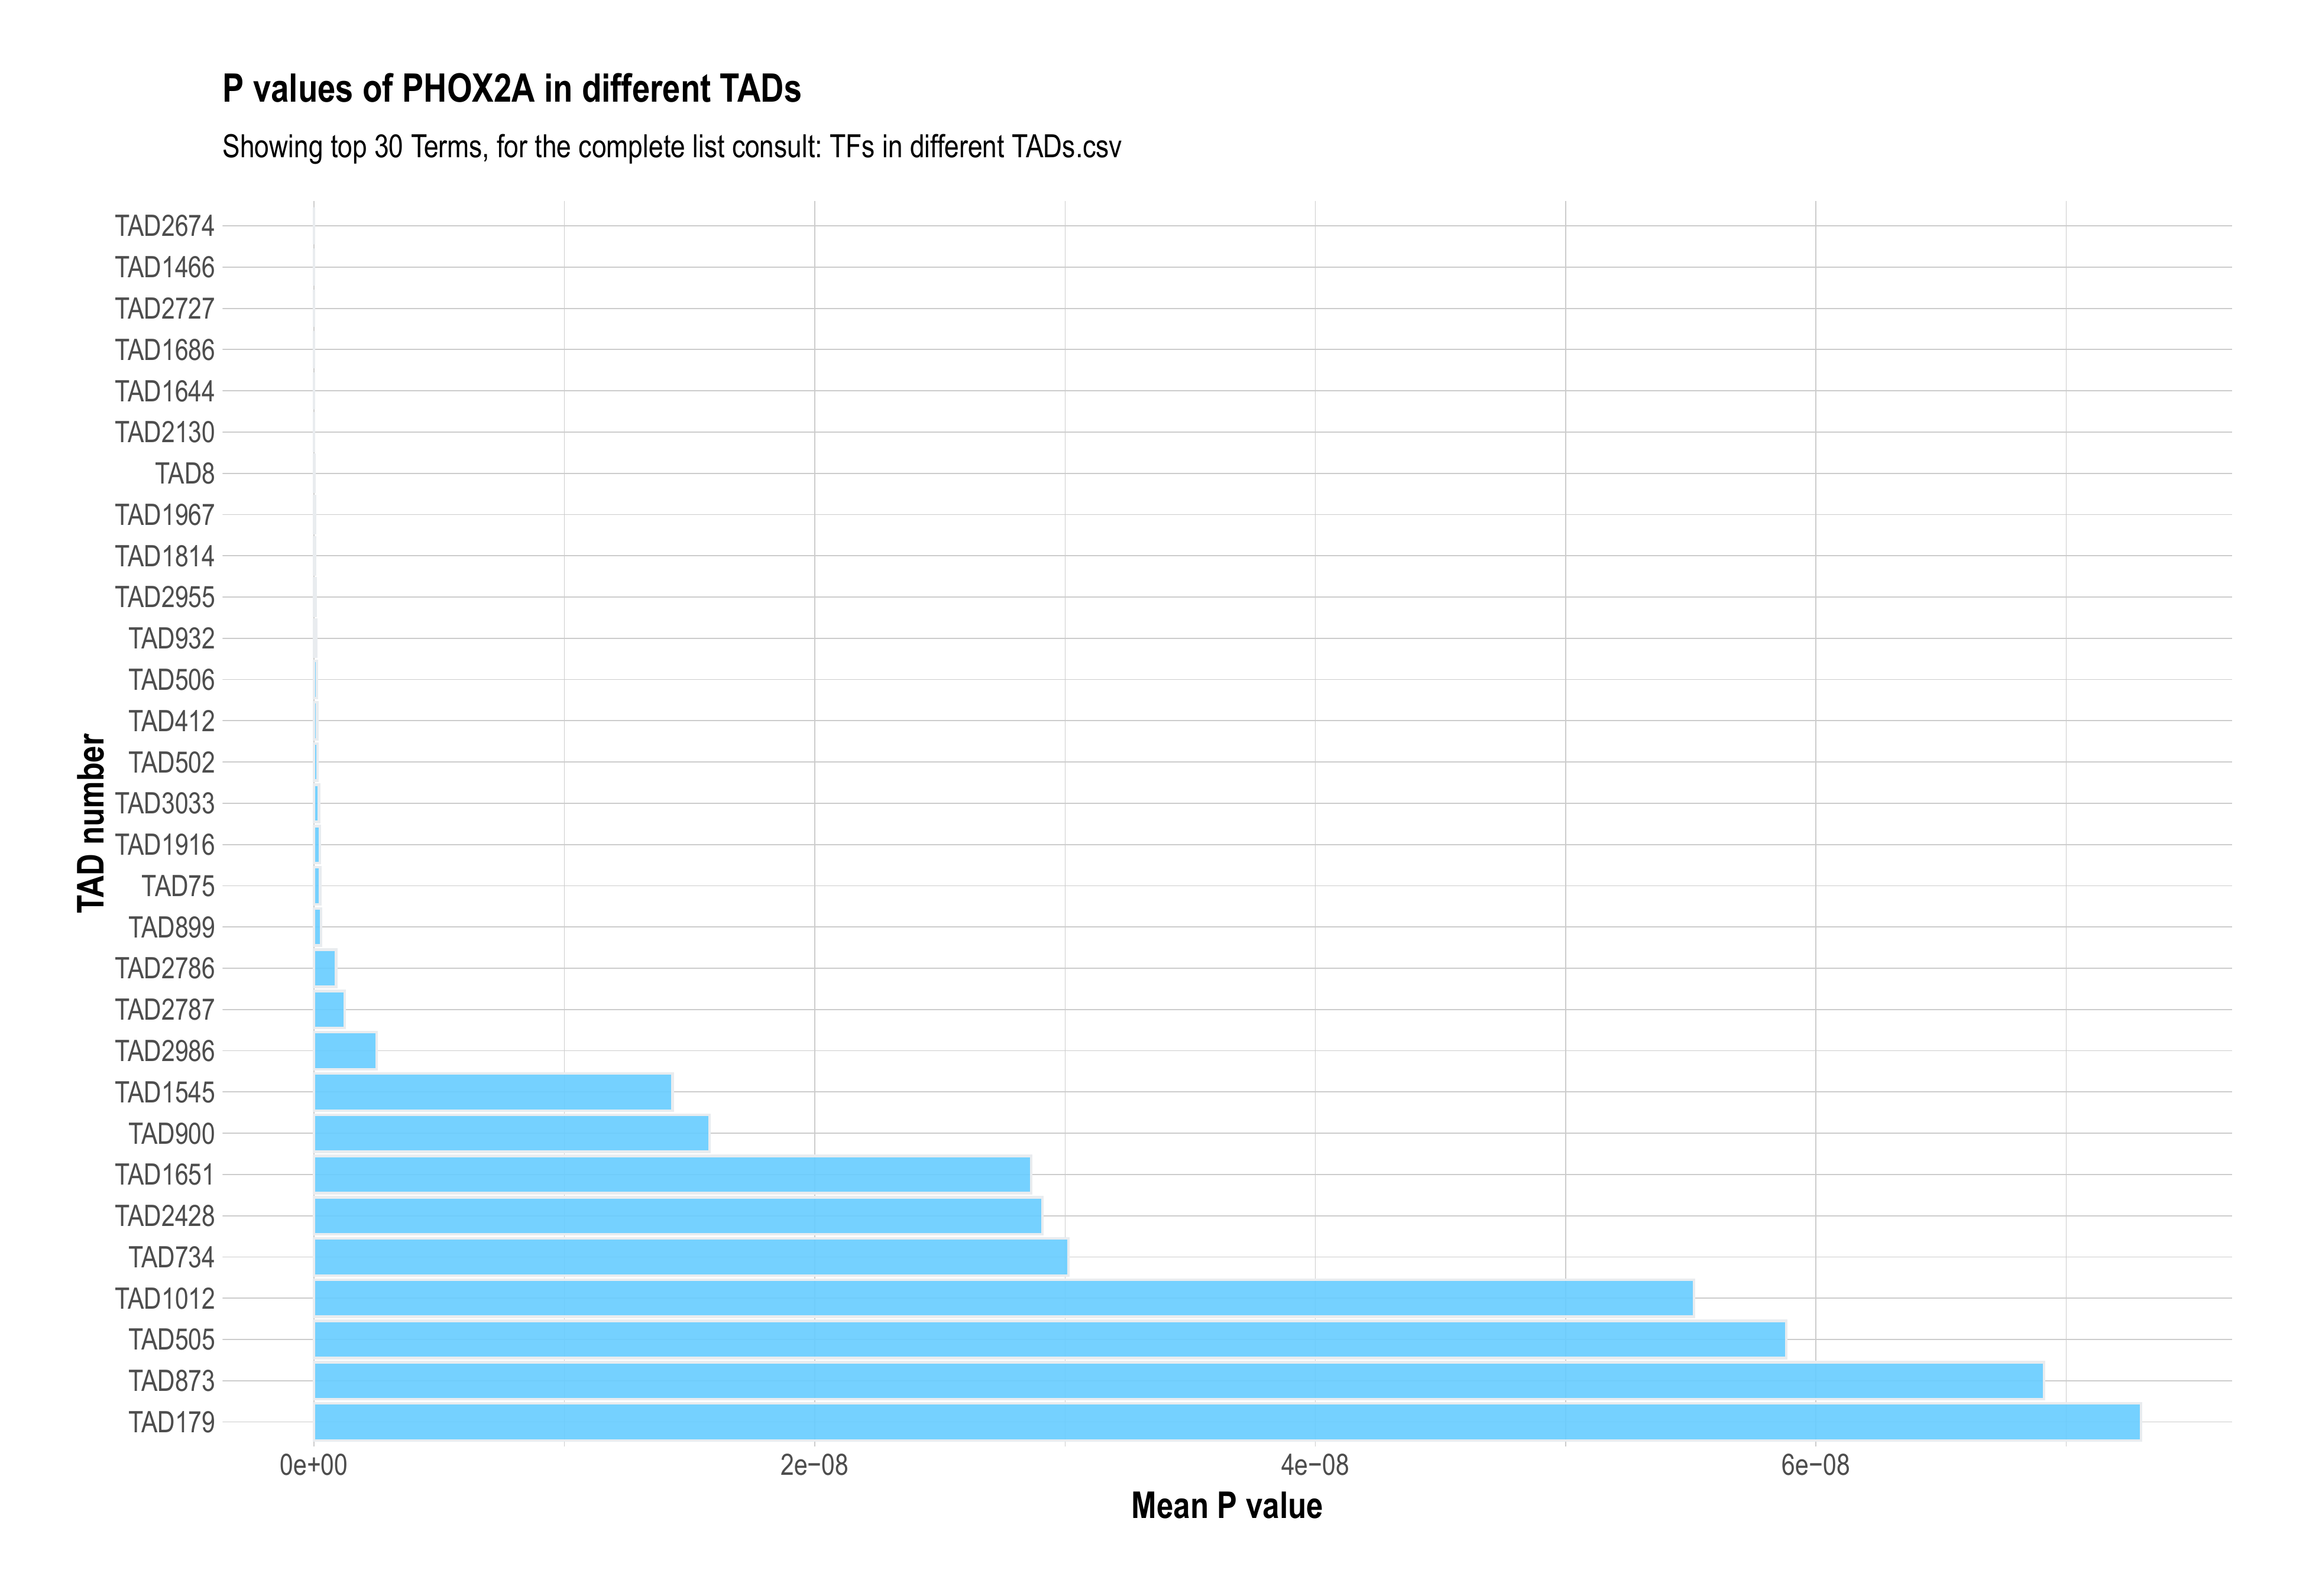 P values of PHOX2A in different TADs
Showing top 30 Terms, for the complete list consult: TFs in different TADs.csv
TAD number
TAD2674
TAD1466
TAD2727
TAD1686
TAD1644
TAD2130
TAD8
TAD1967
TAD1814
TAD2955
TAD932
TAD506
TAD412
TAD502
TAD3033
TAD1916
TAD75
TAD899
TAD2786
TAD2787
TAD2986
TAD1545
TAD900
TAD1651
TAD2428
TAD734
TAD1012
TAD505
TAD873
TAD179
0e+00 2e−08 4e−08 6e−08
Mean P value